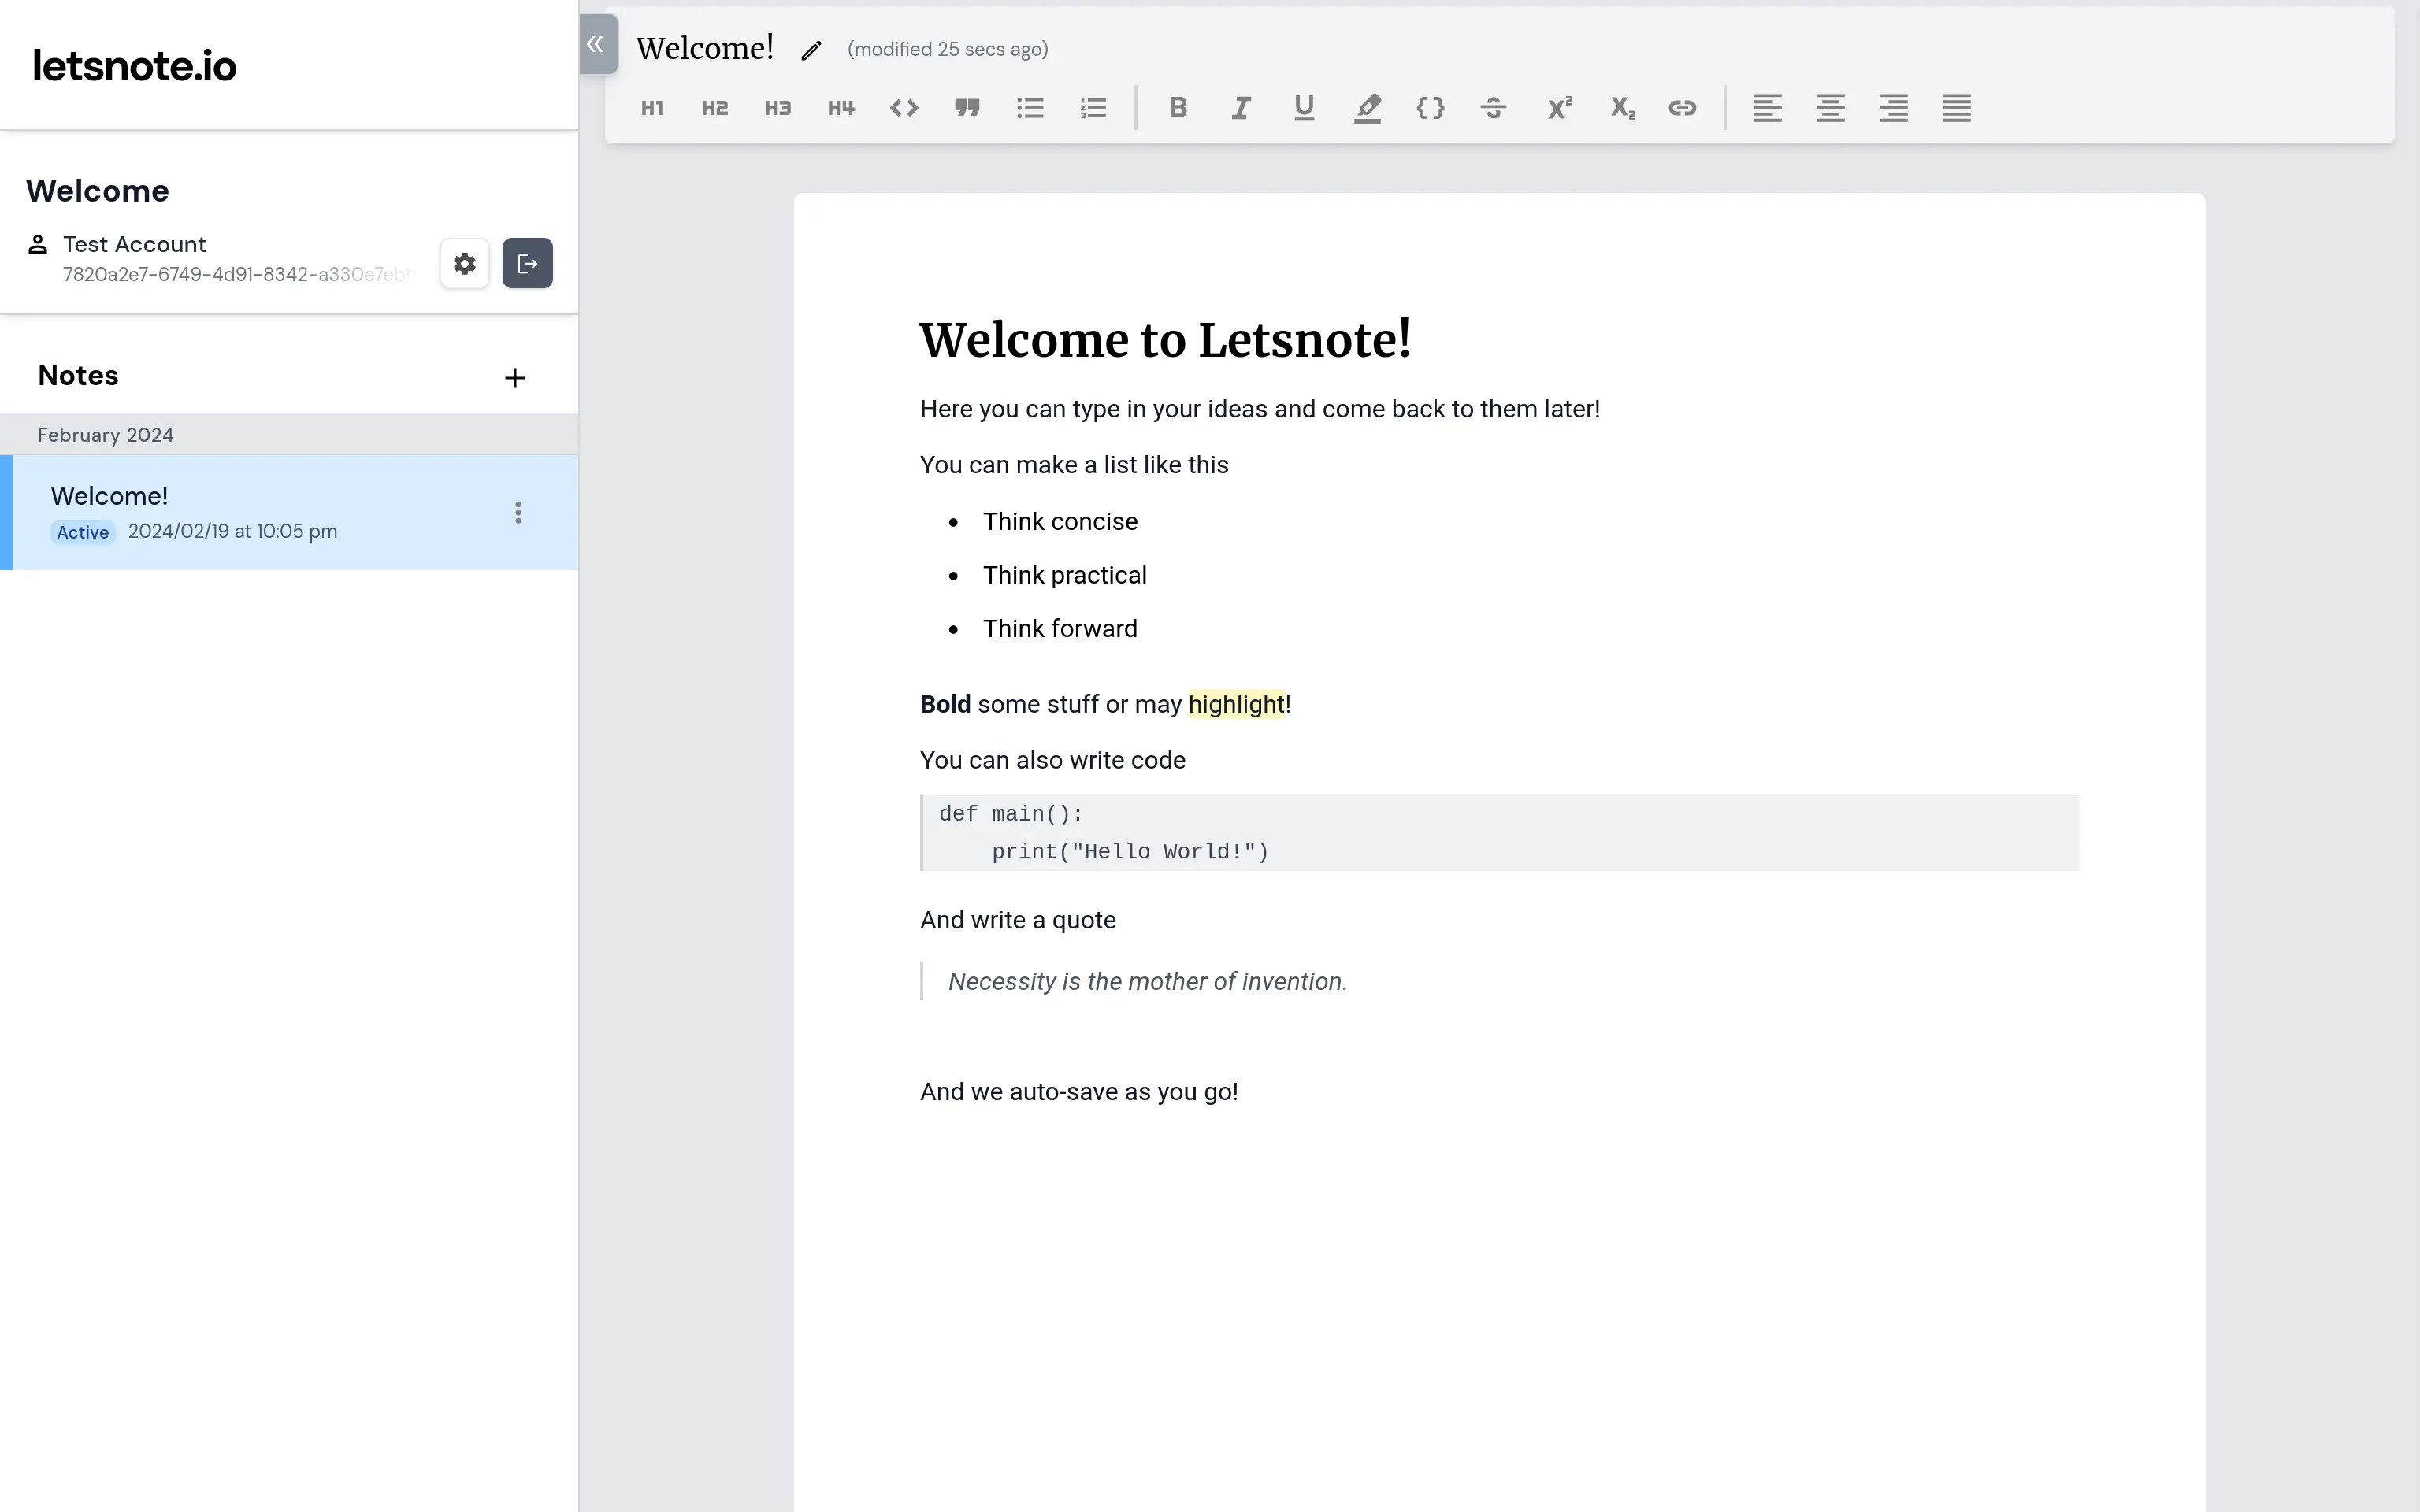 letsnote.io
Welcome
Test Account
7820a2e7-6749-4d91-8342-a330e7eb
Notes
February 2024
Welcome!
Active 2024/02/19 at 10:05 pm
Welcome! (modified 25 secs ago)
H1 H2 H3 H4 B I U X² X₂
Welcome to Letsnote!
Here you can type in your ideas and come back to them later!
You can make a list like this
• Think concise
• Think practical
• Think forward
Bold some stuff or may highlight!
You can also write code
def main():
    print("Hello World!")
And write a quote
Necessity is the mother of invention.
And we auto-save as you go!